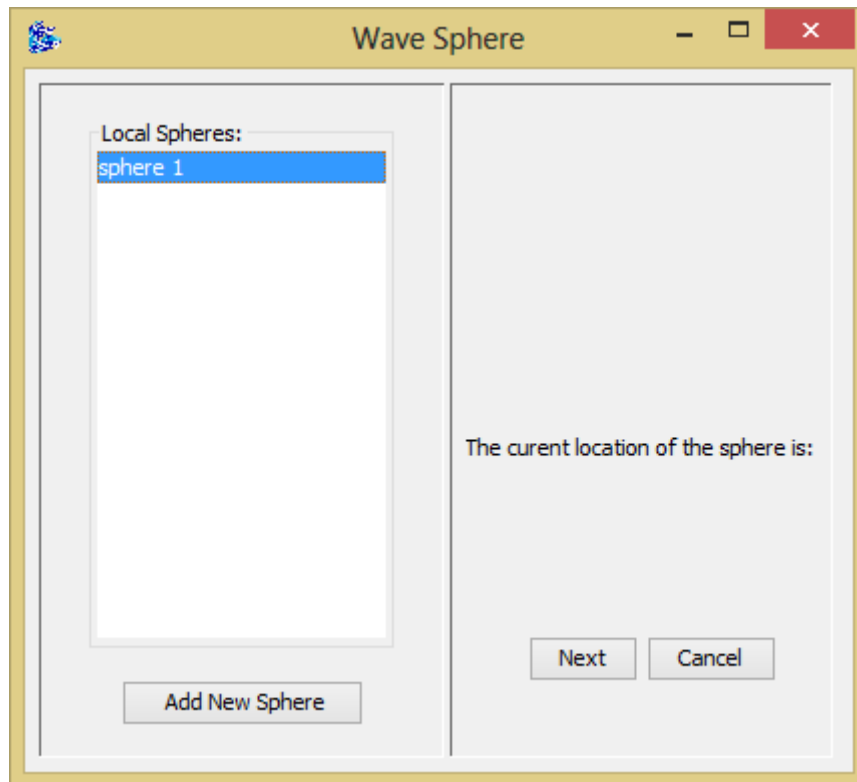 Wave Sphere
Local Spheres:
sphere 1
Add New Sphere
The curent location of the sphere is:
Next
Cancel